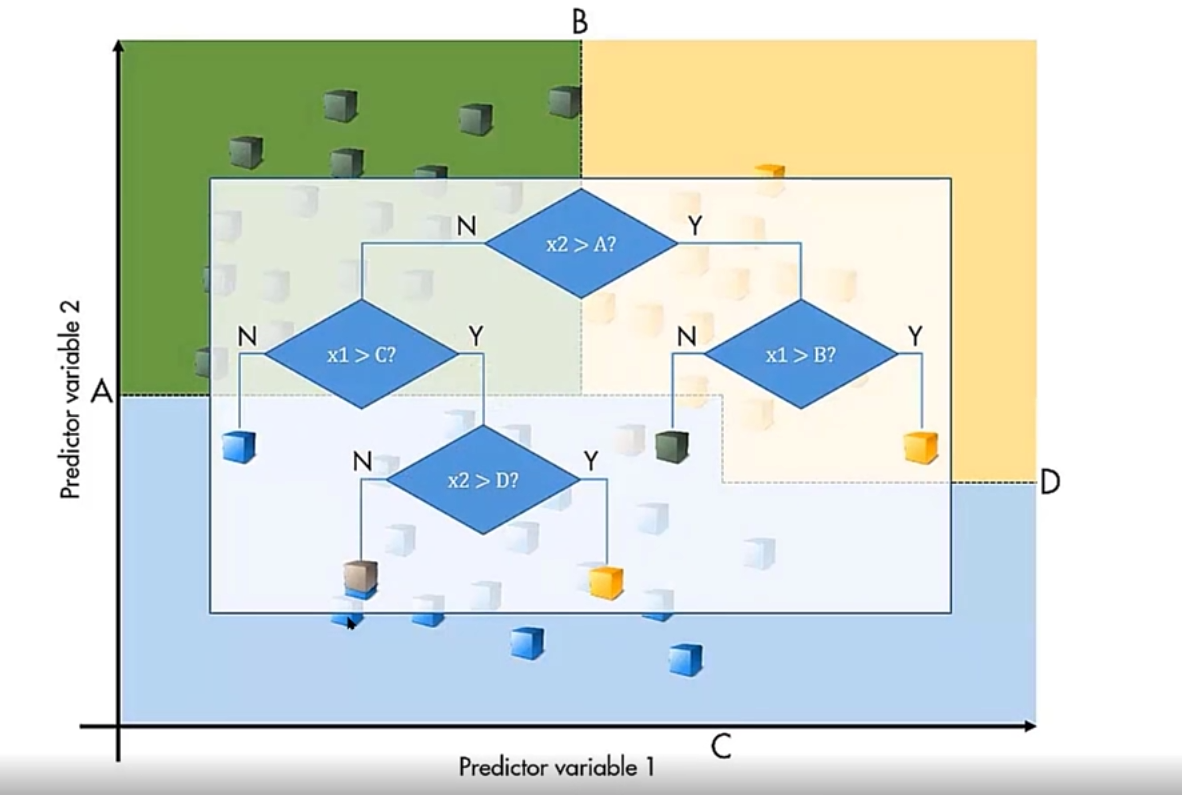 B
N
x2 > A?
Y
N
x1 > C?
Y
N
x1 > B?
Y
A
N
x2 > D?
Y
D
Predictor variable 2
C
Predictor variable 1